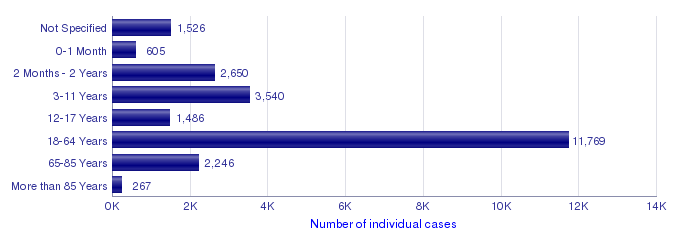 Not Specified 1,526
0-1 Month 605
2 Months - 2 Years 2,650
3-11 Years 3,540
12-17 Years 1,486
18-64 Years 11,769
65-85 Years 2,246
More than 85 Years 267
0K 2K 4K 6K 8K 10K 12K 14K
Number of individual cases